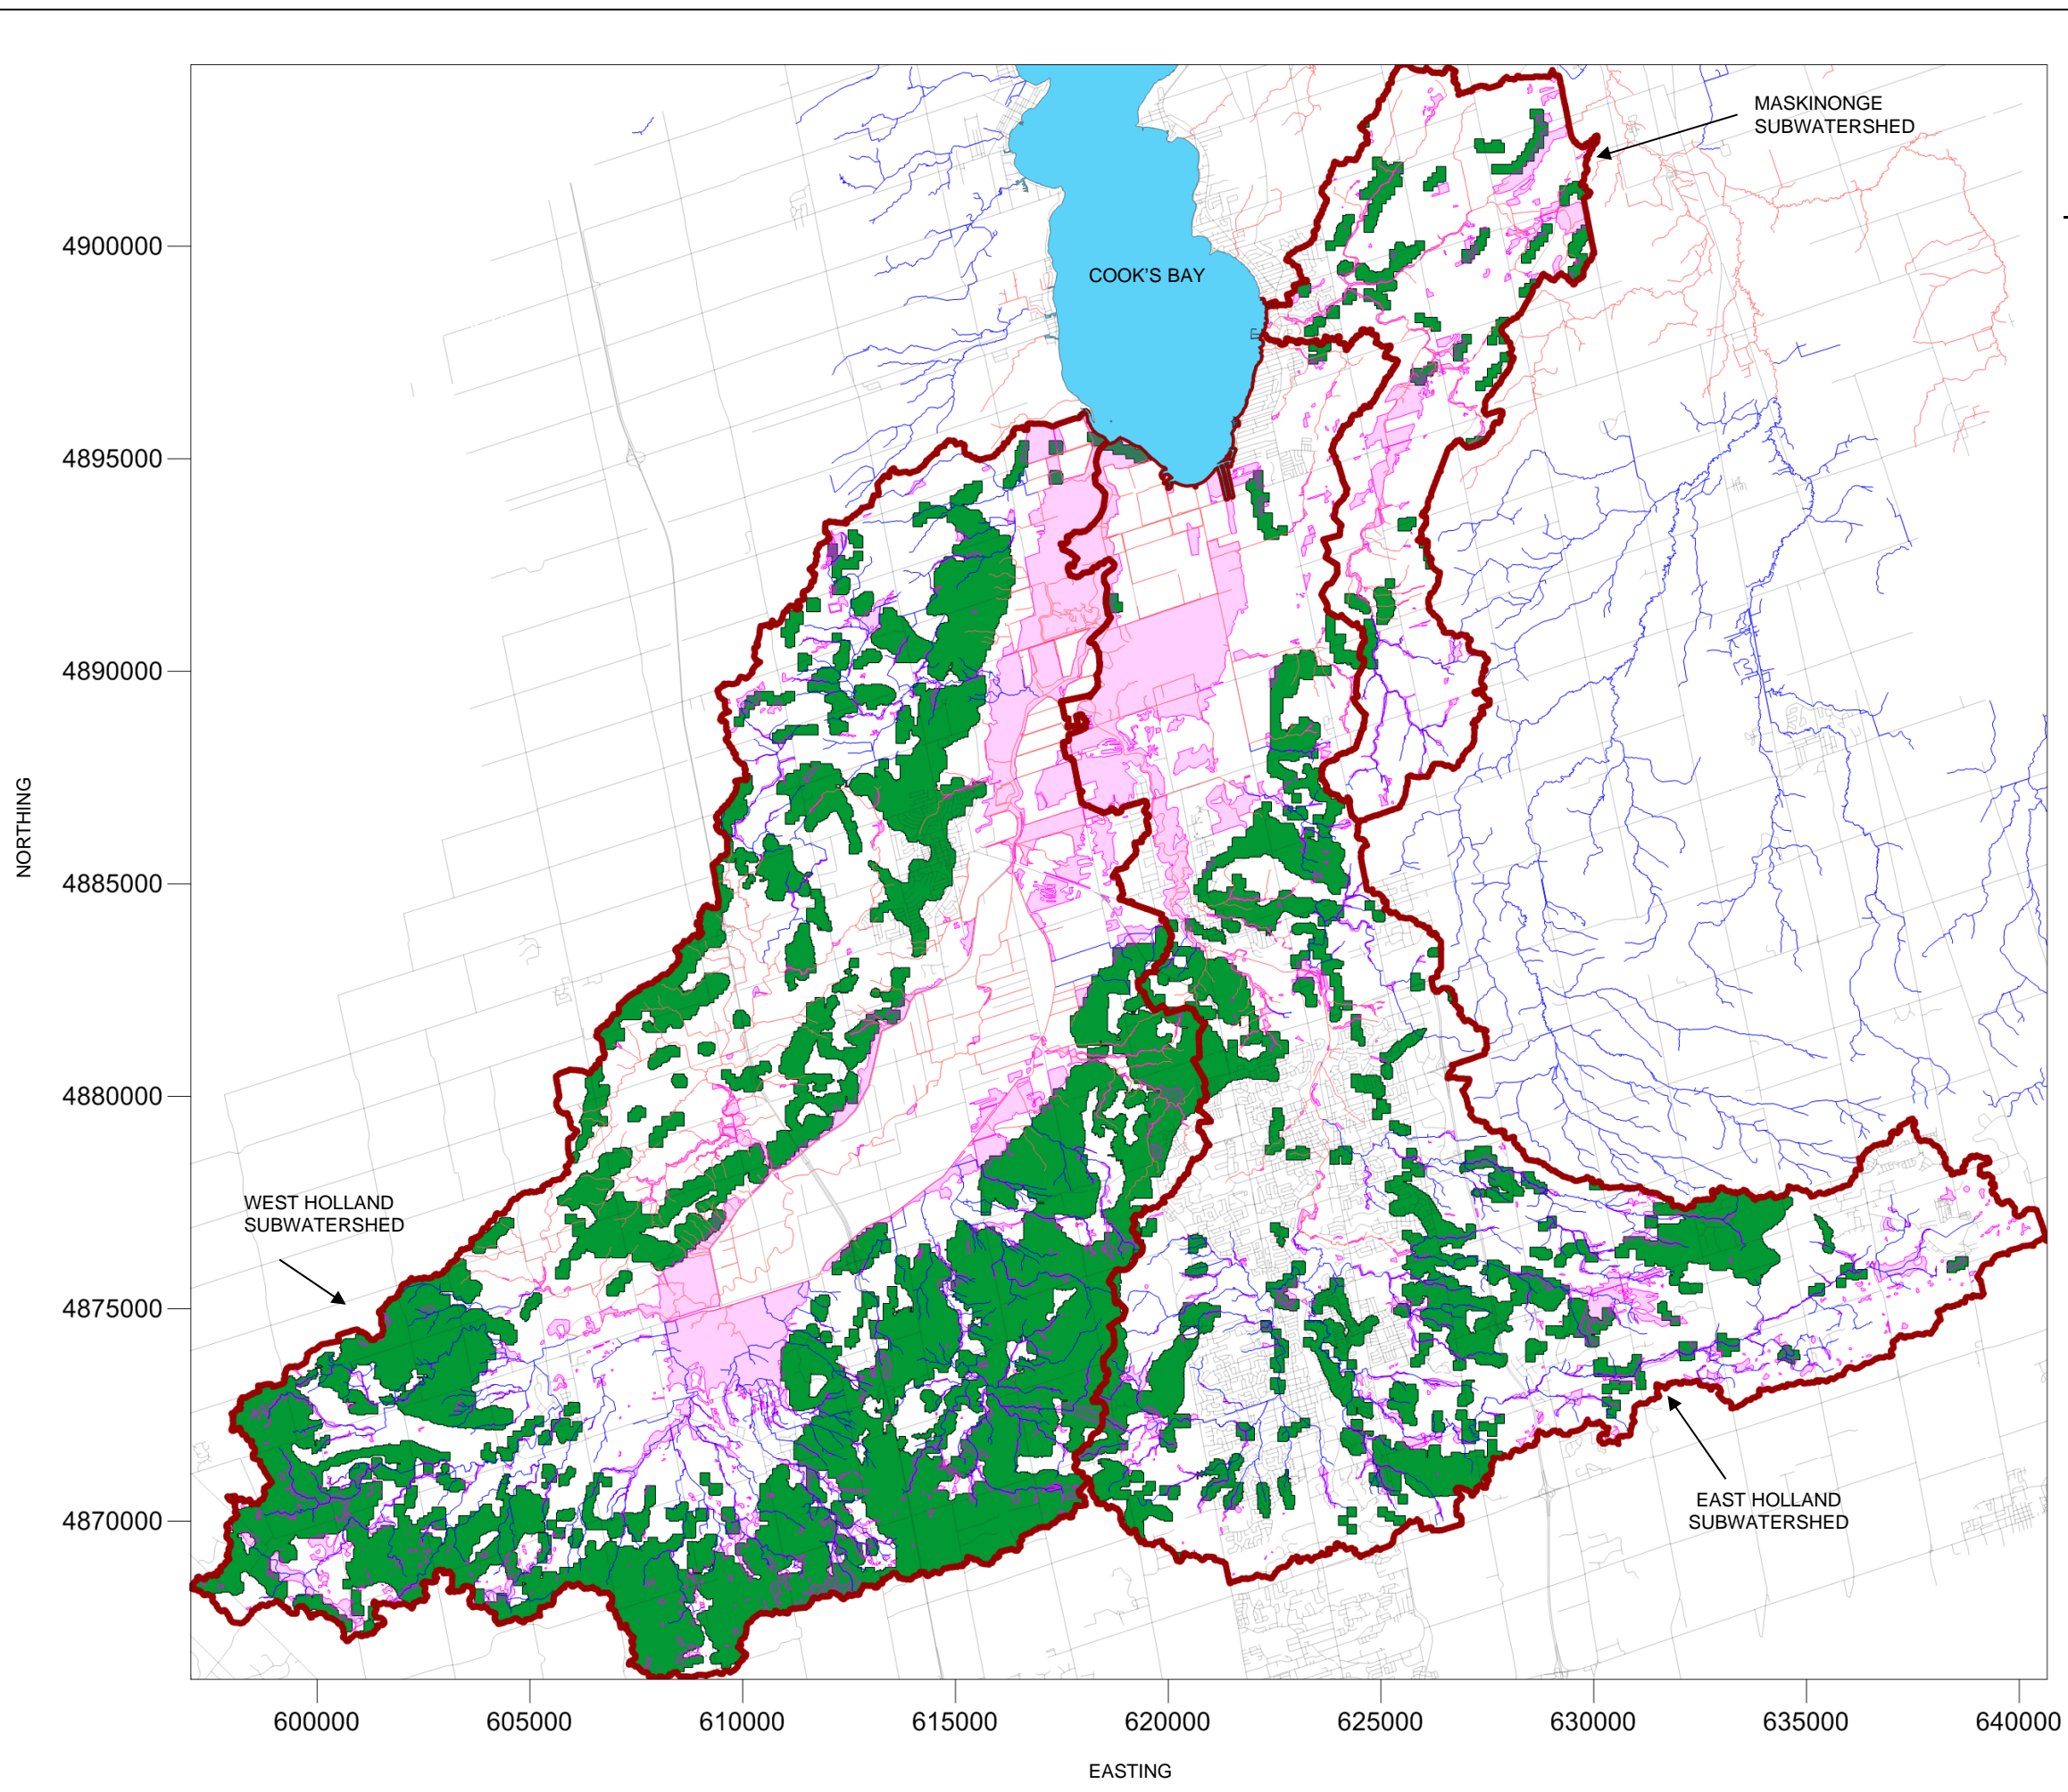 MASKINONGE
SUBWATERSHED
4900000
COOK'S BAY
4895000
4890000
NORTHING
4885000
4880000
WEST HOLLAND
SUBWATERSHED
4875000
EAST HOLLAND
SUBWATERSHED
4870000
600000
605000
610000
615000
620000
625000
630000
635000
640000
EASTING